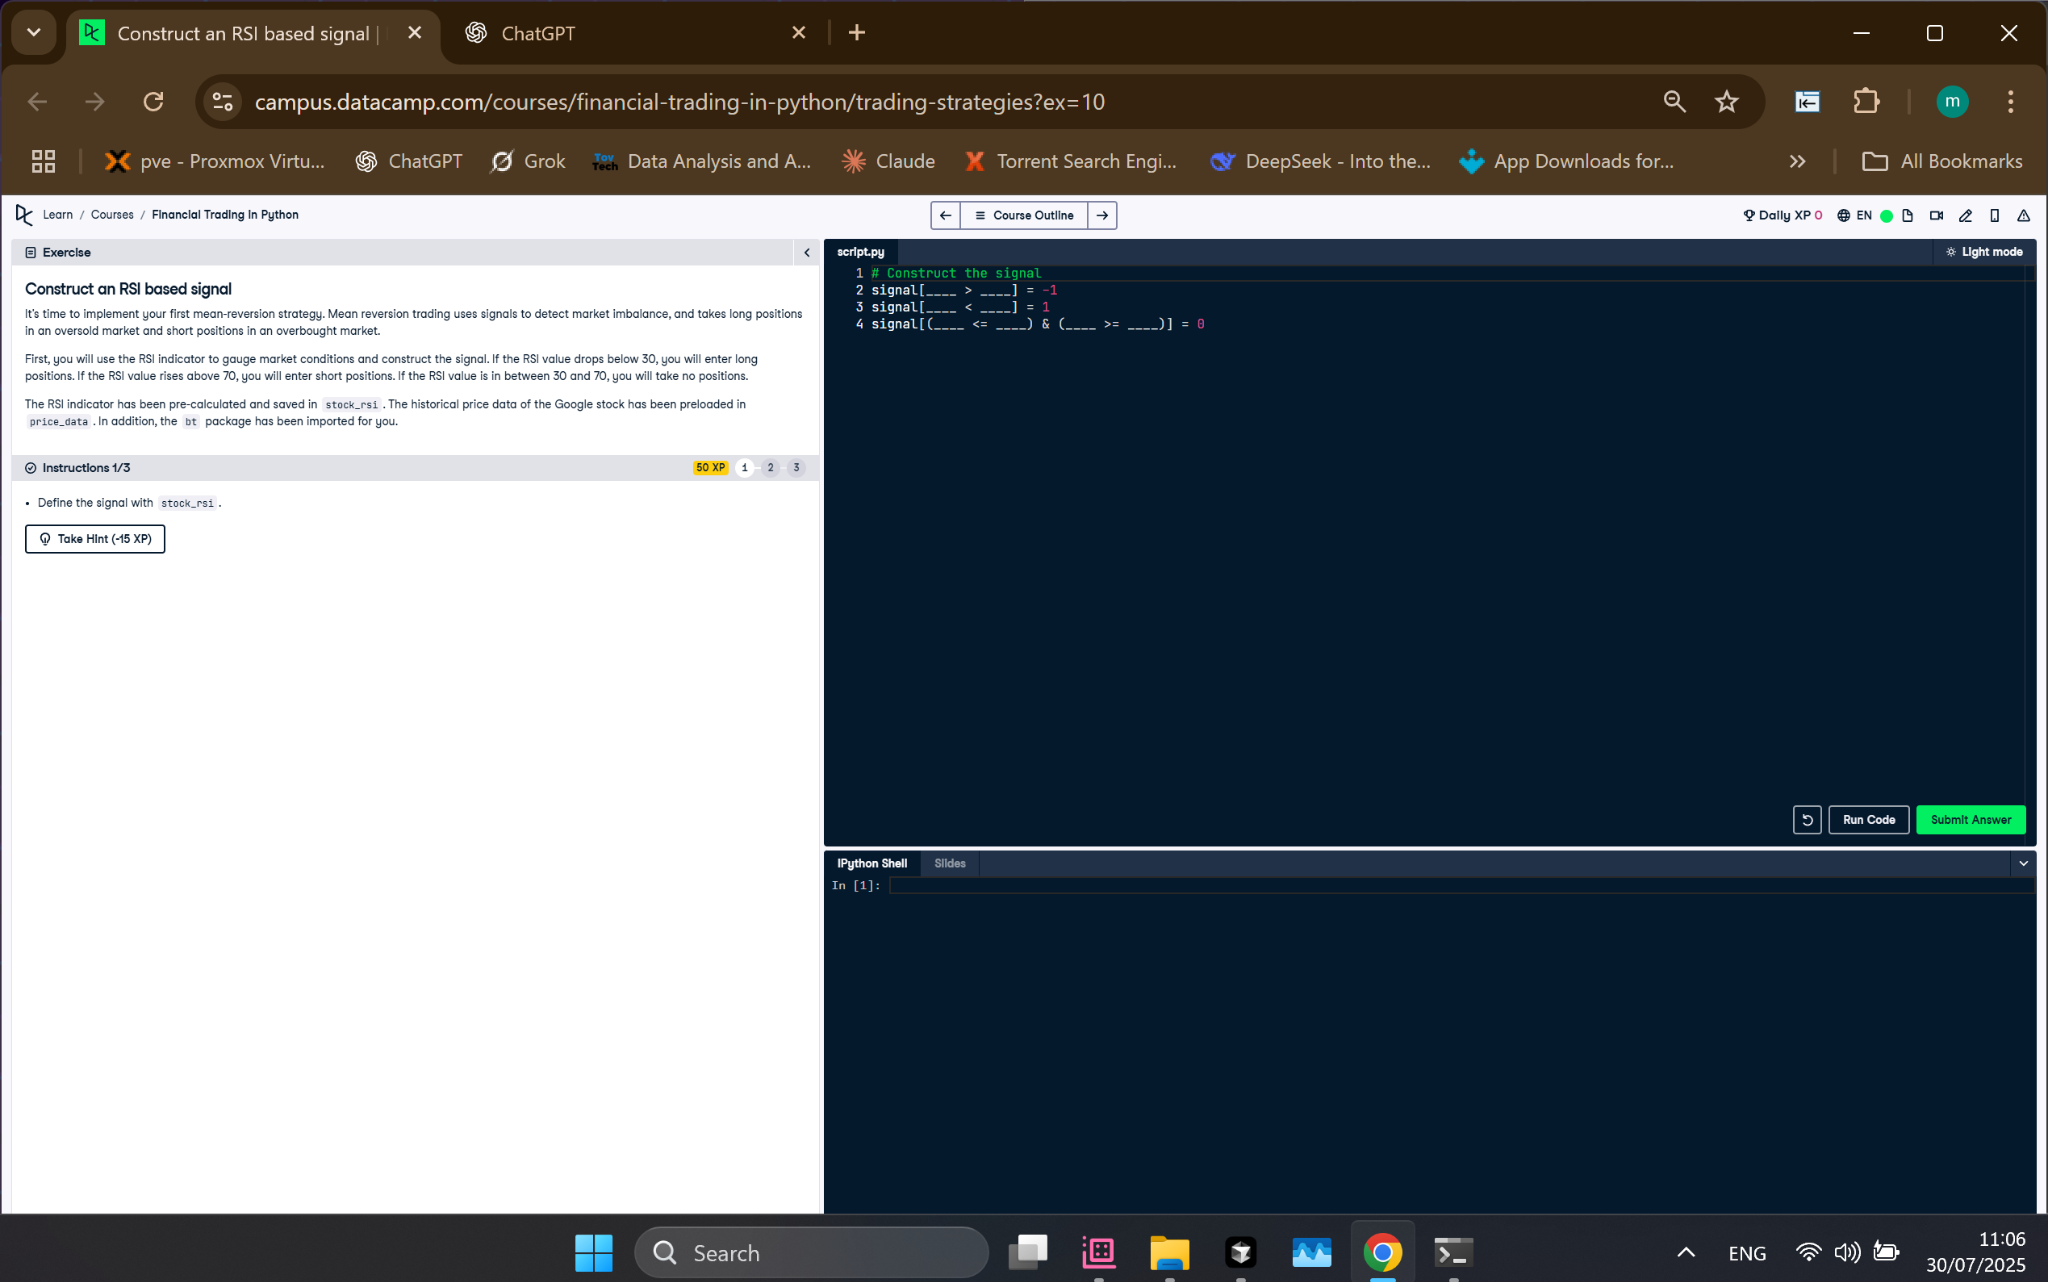 Construct an RSI based signal |
ChatGPT
campus.datacamp.com/courses/financial-trading-in-python/trading-strategies?ex=10
m
pve - Proxmox Virtu...
ChatGPT
Grok
Tov Tech
Data Analysis and A...
Claude
Torrent Search Engi...
DeepSeek - Into the...
App Downloads for...
All Bookmarks
Learn / Courses / Financial Trading in Python
Course Outline
Daily XP 0
EN
Exercise
Construct an RSI based signal
It's time to implement your first mean-reversion strategy. Mean reversion trading uses signals to detect market imbalance, and takes long positions
in an oversold market and short positions in an overbought market.
First, you will use the RSI indicator to gauge market conditions and construct the signal. If the RSI value drops below 30, you will enter long
positions. If the RSI value rises above 70, you will enter short positions. If the RSI value is in between 30 and 70, you will take no positions.
The RSI indicator has been pre-calculated and saved in stock_rsi. The historical price data of the Google stock has been preloaded in
price_data. In addition, the bt package has been imported for you.
Instructions 1/3
50 XP
1
2
3
• Define the signal with stock_rsi.
Take Hint (-15 XP)
script.py
Light mode
1 # Construct the signal
2 signal[____ > ____] = -1
3 signal[____ < ____] = 1
4 signal[(____ <= ____) & (____ >= ____)] = 0
Run Code
Submit Answer
IPython Shell
Slides
In [1]:
Search
ENG
11:06
30/07/2025